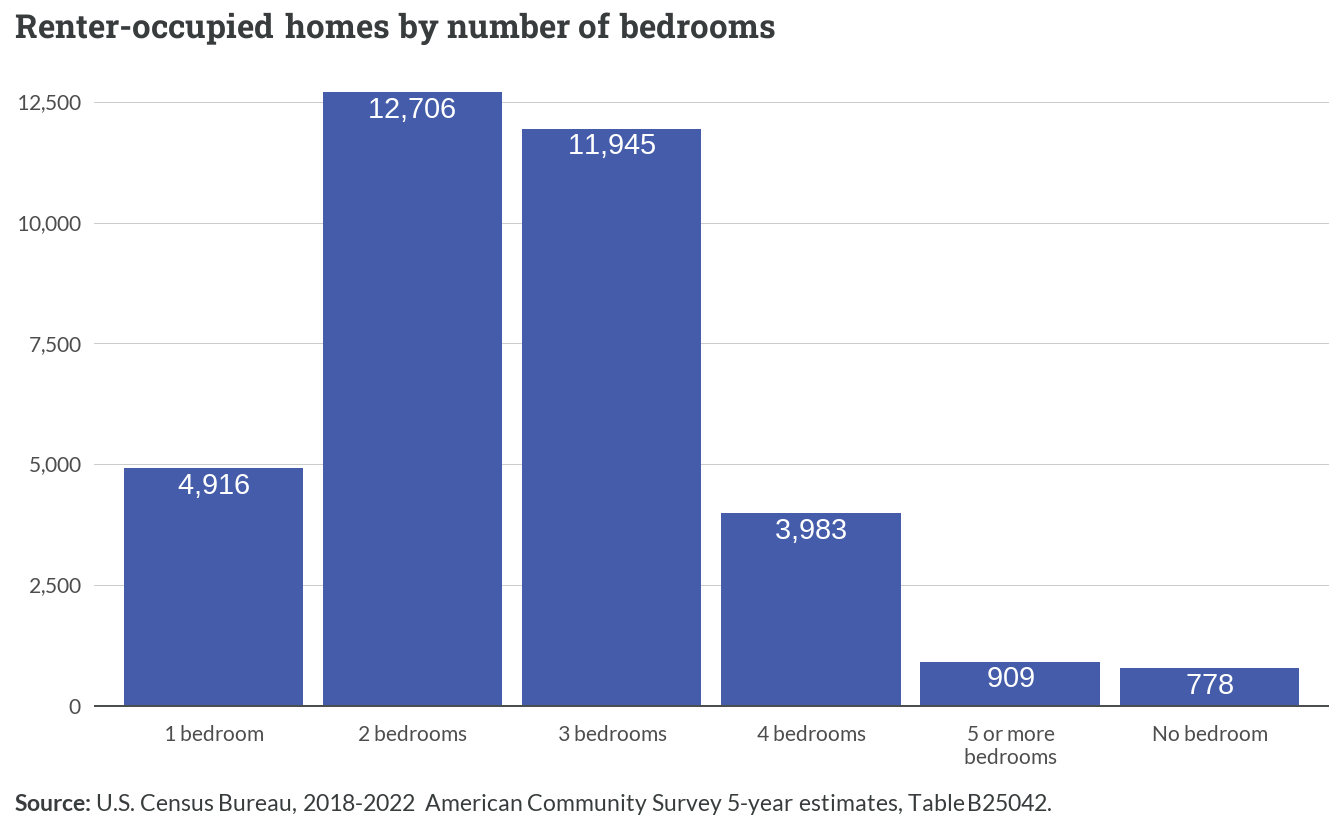 Renter-occupied homes by number of bedrooms
12,500
10,000
7,500
5,000
2,500
0
12,706
11,945
4,916
3,983
909
778
1 bedroom
2 bedrooms
3 bedrooms
4 bedrooms
5 or more
bedrooms
No bedroom
Source: U.S. Census Bureau, 2018-2022 American Community Survey 5-year estimates, Table B25042.